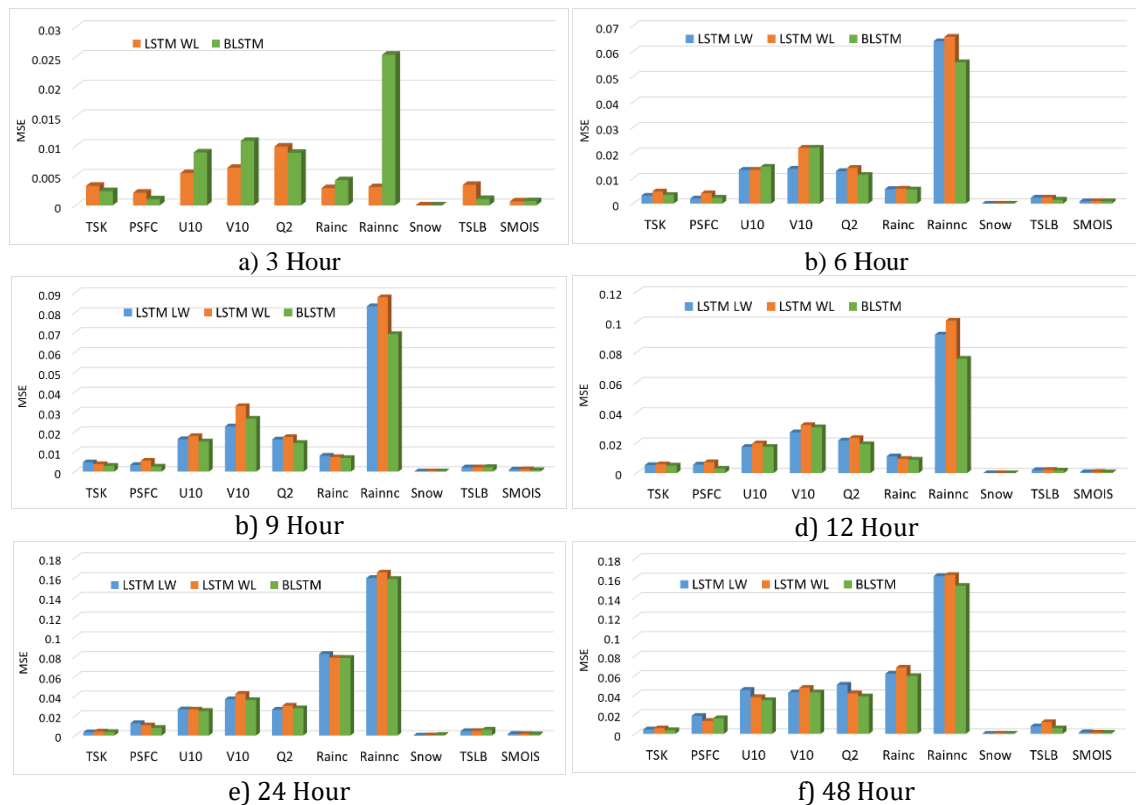 0.03
0.025
0.02
0.015
0.01
0.005
0
MSE
LSTM WL BLSTM
TSK PSFC U10 V10 Q2 Rainc Rainnc Snow TSLB SMOIS
a) 3 Hour
0.07
0.06
0.05
0.04
0.03
0.02
0.01
0
MSE
LSTM LW LSTM WL BLSTM
TSK PSFC U10 V10 Q2 Rainc Rainnc Snow TSLB SMOIS
b) 6 Hour
0.09
0.08
0.07
0.06
0.05
0.04
0.03
0.02
0.01
0
MSE
LSTM LW LSTM WL BLSTM
TSK PSFC U10 V10 Q2 Rainc Rainnc Snow TSLB SMOIS
b) 9 Hour
0.12
0.1
0.08
0.06
0.04
0.02
0
MSE
LSTM LW LSTM WL BLSTM
TSK PSFC U10 V10 Q2 Rainc Rainnc Snow TSLB SMOIS
d) 12 Hour
0.18
0.16
0.14
0.12
0.1
0.08
0.06
0.04
0.02
0
MSE
LSTM LW LSTM WL BLSTM
TSK PSFC U10 V10 Q2 Rainc Rainnc Snow TSLB SMOIS
e) 24 Hour
0.18
0.16
0.14
0.12
0.1
0.08
0.06
0.04
0.02
0
MSE
LSTM LW LSTM WL BLSTM
TSK PSFC U10 V10 Q2 Rainc Rainnc Snow TSLB SMOIS
f) 48 Hour